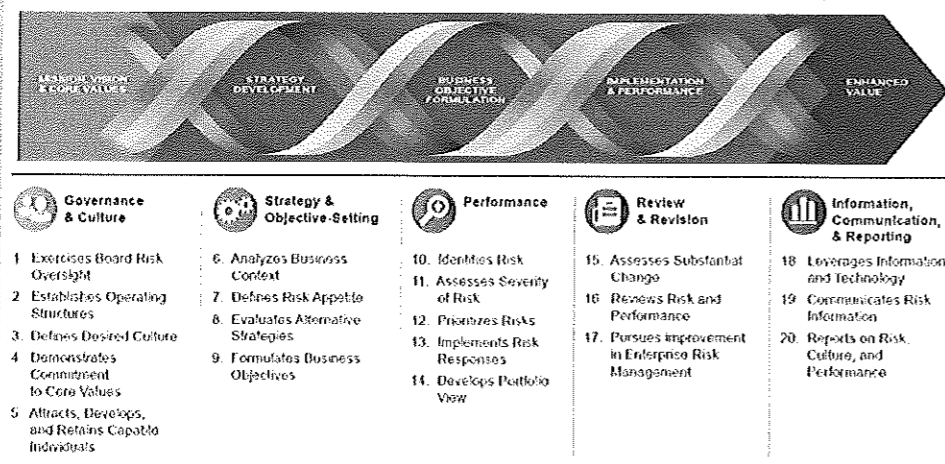 MISSION, VISION
& CORE VALUES
STRATEGY
DEVELOPMENT
BUSINESS
OBJECTIVE
FORMULATION
IMPLEMENTATION
& PERFORMANCE
ENHANCED
VALUE
Governance
& Culture
1 Exercises Board Risk
Oversight
2 Establishes Operating
Structures
3. Defines Desired Culture
4 Demonstrates
Commitment
to Core Values
5 Attracts, Develops,
and Retains Capable
Individuals
Strategy &
Objective-Setting
6. Analyzes Business
Context
7. Defines Risk Appetite
8. Evaluates Alternative
Strategies
9. Formulates Business
Objectives
Performance
10. Identifies Risk
11. Assesses Severity
of Risk
12. Prioritizes Risks
13. Implements Risk
Responses
14. Develops Portfolio
View
Review
& Revision
15. Assesses Substantial
Change
16 Reviews Risk and
Performance
17. Pursues improvement
in Enterprise Risk
Management
Information,
Communication,
& Reporting
18 Leverages Information
and Technology
19 Communicates Risk
Information
20. Reports on Risk,
Culture, and
Performance